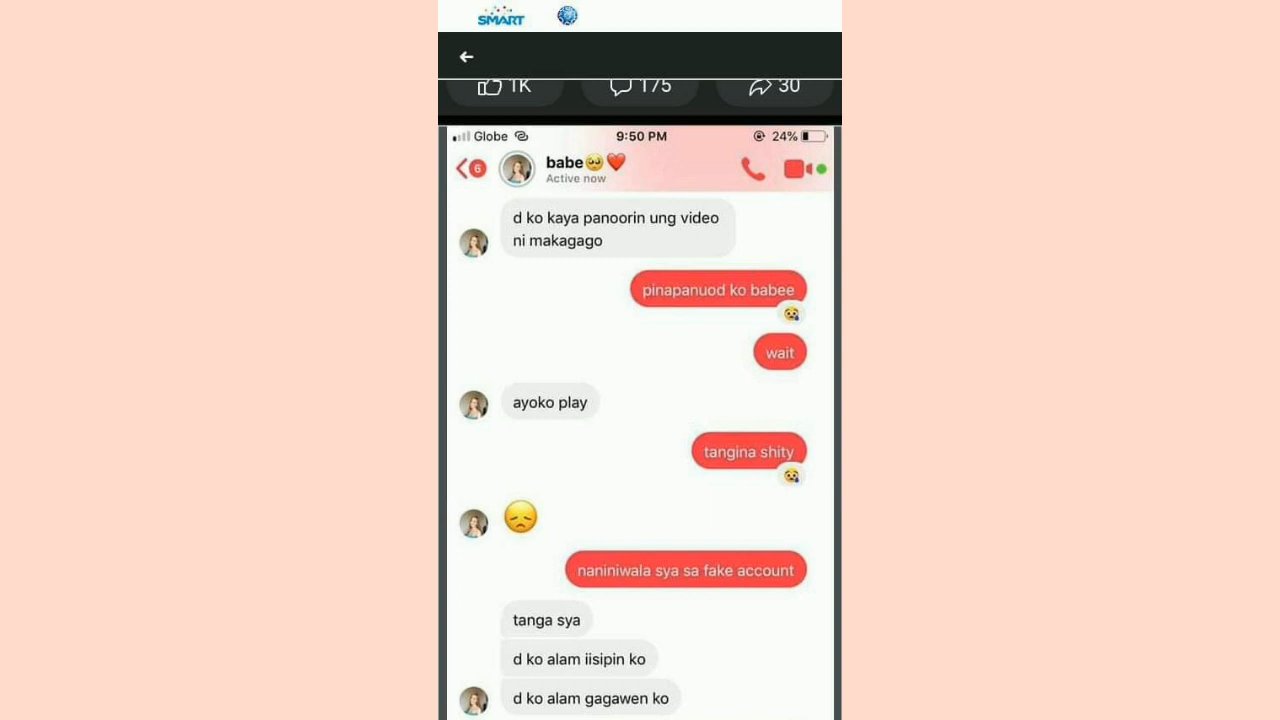 SMART
1K
175
30
Globe
9:50 PM
24%
6
babe🥺❤️
Active now
d ko kaya panoorin ung video
ni makagago
pinapanuod ko babee
wait
ayoko play
tangina shity
naniniwala sya sa fake account
tanga sya
d ko alam iisipin ko
d ko alam gagawen ko